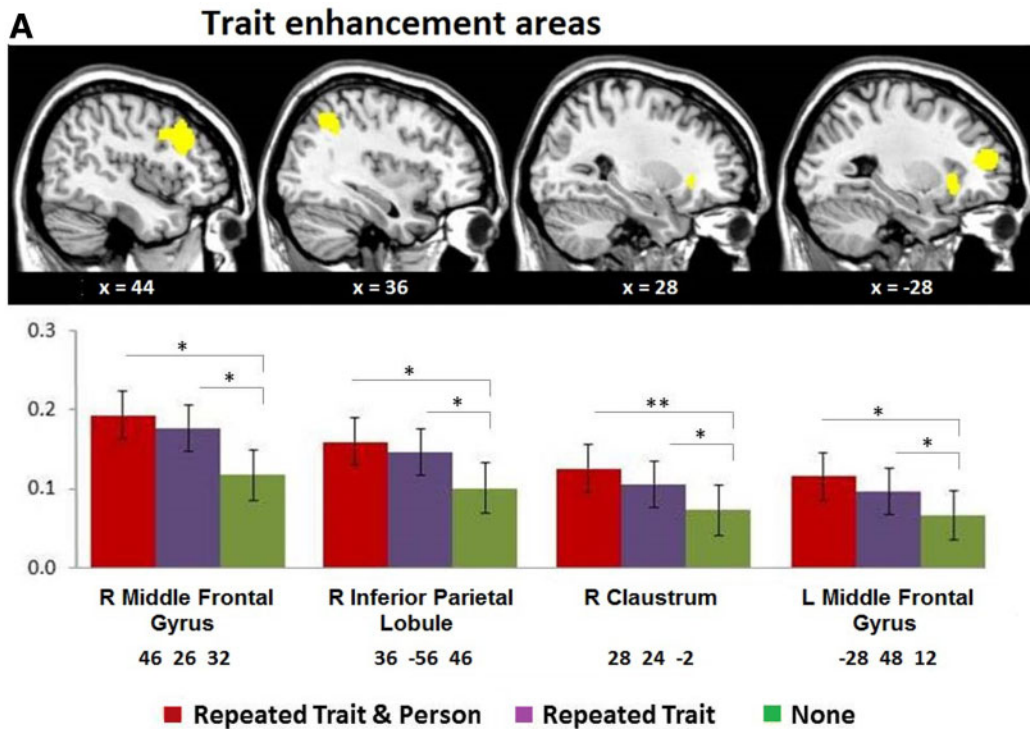 A Trait enhancement areas
x = 44 x = 36 x = 28 x = -28
0.3
* * ** *
* * * *
0.2
0.1
0.0
R Middle Frontal Gyrus
46 26 32
R Inferior Parietal Lobule
36 -56 46
R Claustrum
28 24 -2
L Middle Frontal Gyrus
-28 48 12
Repeated Trait & Person Repeated Trait None